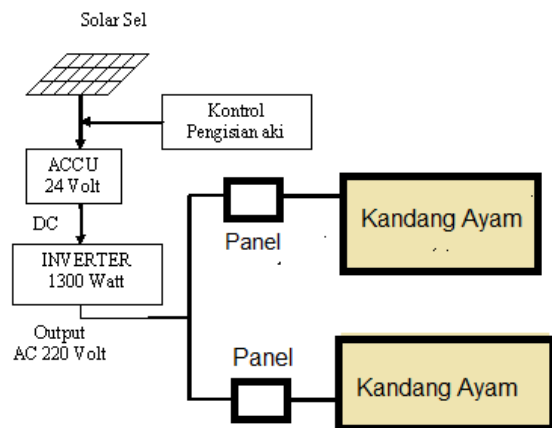 Solar Sel
Kontrol
Pengisian aki
ACCU
24 Volt
DC
INVERTER
1300 Watt
Output
AC 220 Volt
Panel
Kandang Ayam
Panel
Kandang Ayam